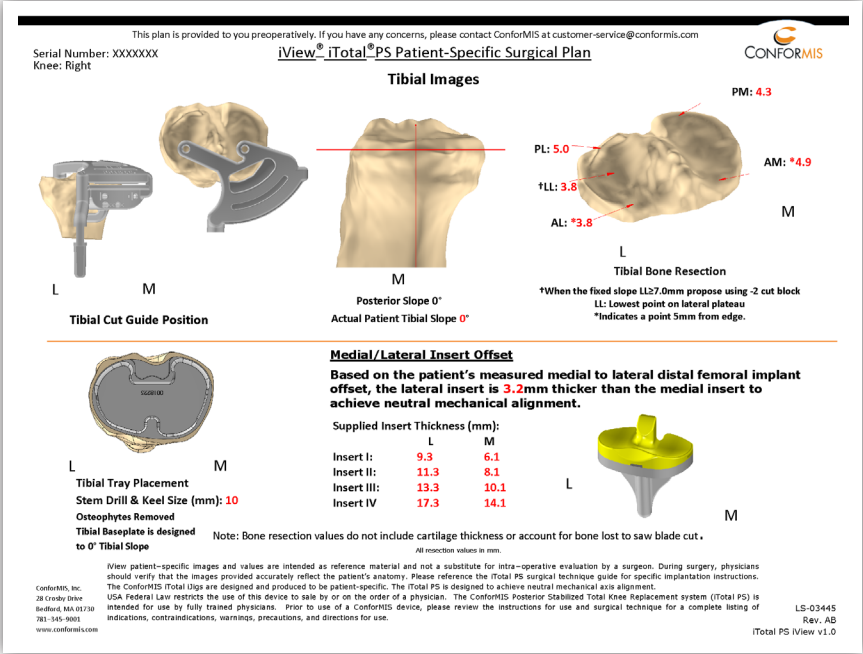 This plan is provided to you preoperatively. If you have any concerns, please contact ConforMIS at customer-service@conformis.com
Serial Number: XXXXXXX
Knee: Right
iView® iTotal®PS Patient-Specific Surgical Plan
CONFORMIS
Tibial Images
PM: 4.3
PL: 5.0
AM: *4.9
†LL: 3.8
AL: *3.8
M
L
L
M
M
Tibial Bone Resection
Posterior Slope 0°
Actual Patient Tibial Slope 0°
†When the fixed slope LL≥7.0mm propose using -2 cut block
LL: Lowest point on lateral plateau
*Indicates a point 5mm from edge.
Tibial Cut Guide Position
Medial/Lateral Insert Offset
Based on the patient's measured medial to lateral distal femoral implant
offset, the lateral insert is 3.2mm thicker than the medial insert to
achieve neutral mechanical alignment.
Supplied Insert Thickness (mm):
L M
Insert I: 9.3 6.1
Insert II: 11.3 8.1
Insert III: 13.3 10.1
Insert IV 17.3 14.1
L
M
L
M
Tibial Tray Placement
Stem Drill & Keel Size (mm): 10
Osteophytes Removed
Tibial Baseplate is designed
to 0° Tibial Slope
Note: Bone resection values do not include cartilage thickness or account for bone lost to saw blade cut.
All resection values in mm.
iView patient-specific images and values are intended as reference material and not a substitute for intra-operative evaluation by a surgeon. During surgery, physicians
should verify that the images provided accurately reflect the patient's anatomy. Please reference the iTotal PS surgical technique guide for specific implantation instructions.
The ConforMIS iTotal iJigs are designed and produced to be patient-specific. The iTotal PS is designed to achieve neutral mechanical axis alignment.
USA Federal Law restricts the use of this device to sale by or on the order of a physician. The ConforMIS Posterior Stabilized Total Knee Replacement system (iTotal PS) is
intended for use by fully trained physicians. Prior to use of a ConforMIS device, please review the instructions for use and surgical technique for a complete listing of
indications, contraindications, warnings, precautions, and directions for use.
ConforMIS, Inc.
28 Crosby Drive
Bedford, MA 01730
781-345-9001
www.conformis.com
LS-03445
Rev. AB
iTotal PS iView v1.0